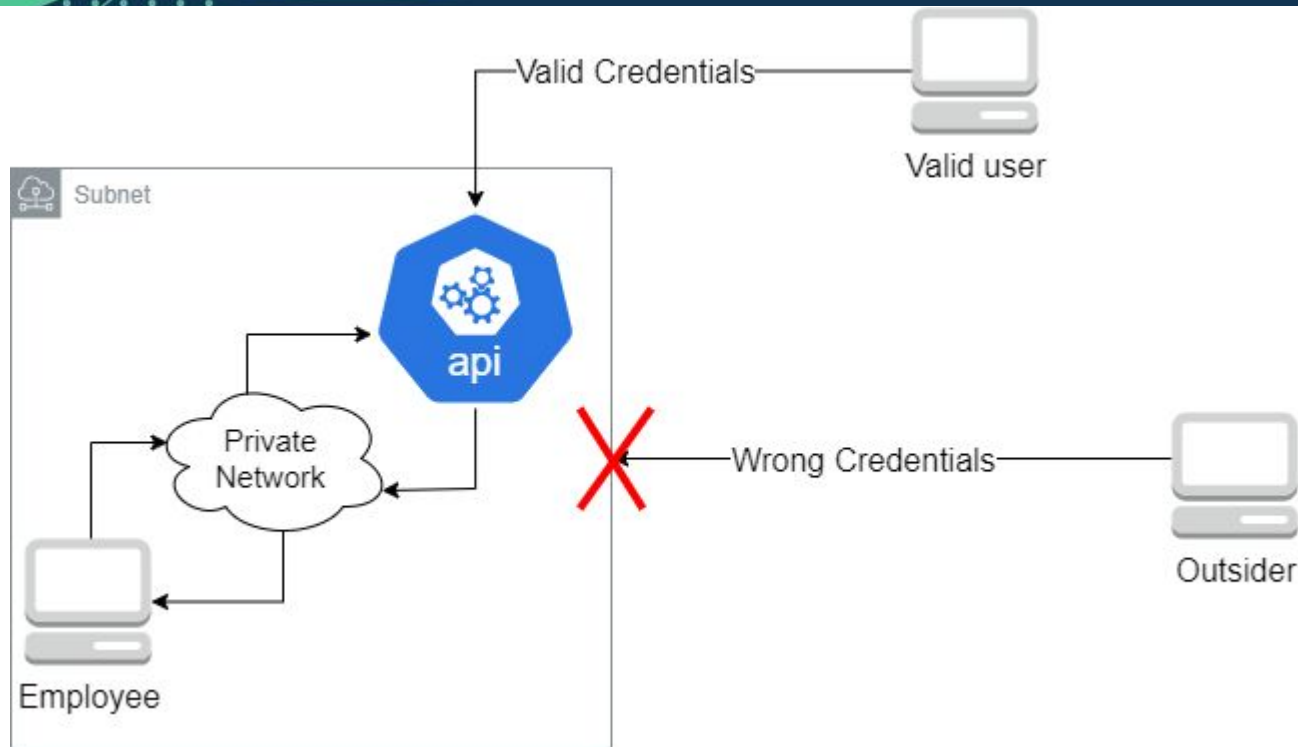 Valid Credentials
Valid user
Subnet
api
Private
Network
Wrong Credentials
Outsider
Employee